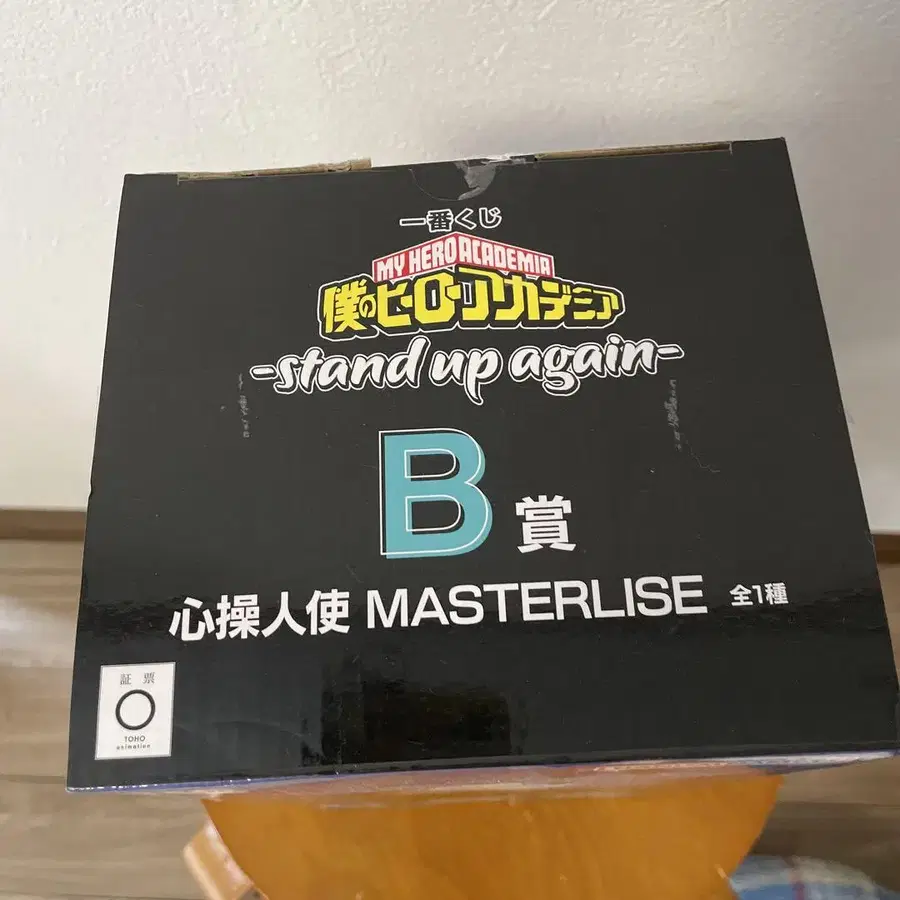 一番くじ
MY HERO ACADEMIA
僕のヒーローアカデミア
-stand up again-
B賞
心操人使 MASTERLISE 全1種
証 票
TOHO
animation